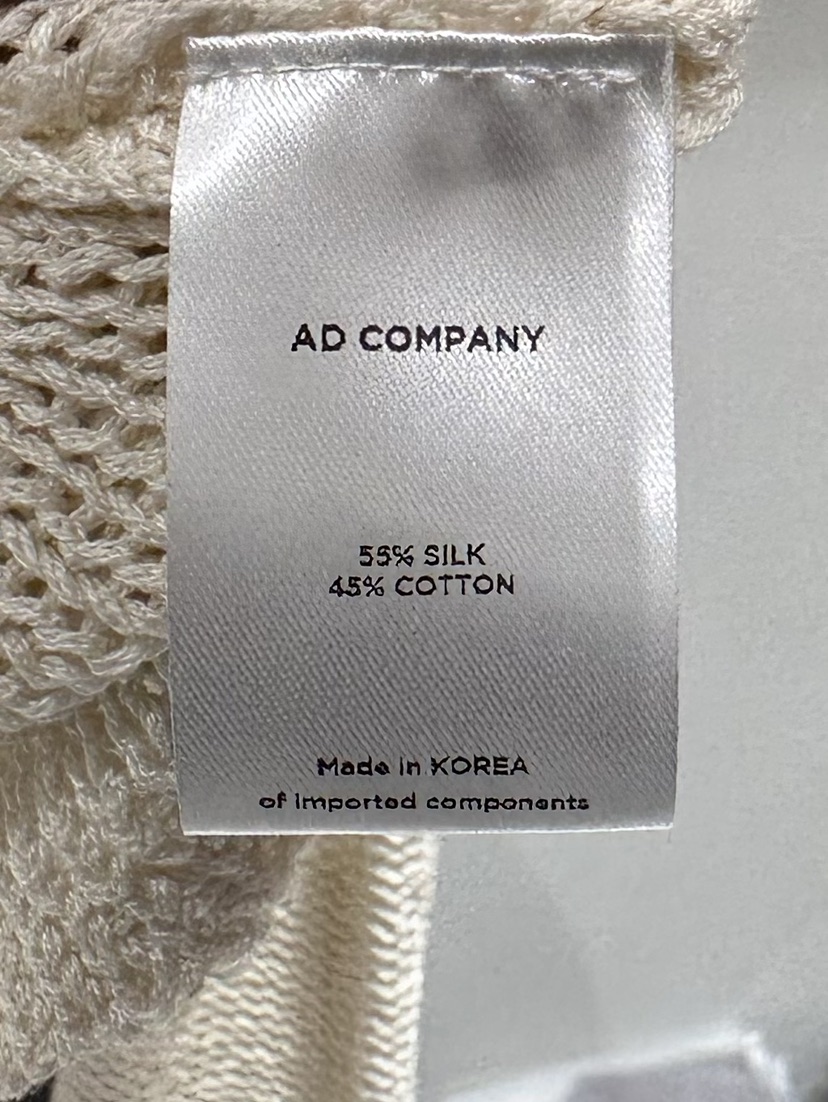 AD COMPANY
55% SILK
45% COTTON
Made in KOREA
of imported components